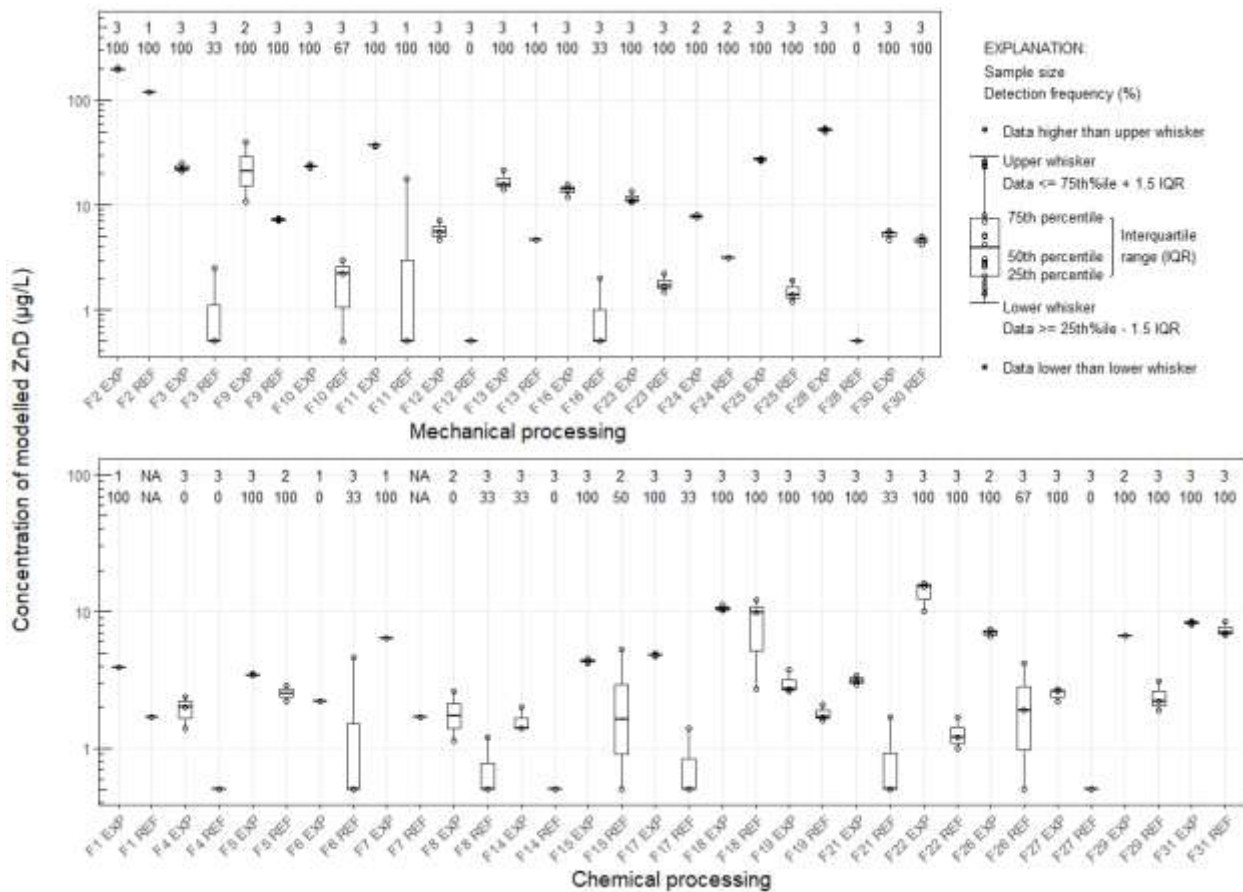 3 1 3 3 2 3 3 3 3 1 3 3 3 1 3 3 3 3 2 2 3 3 3 1 3 3
100 100 100 33 100 100 100 67 100 100 100 0 100 100 100 33 100 100 100 100 100 100 100 0 100 100
100
10
1
F2 EXP
F2 REF
F3 EXP
F3 REF
F9 EXP
F9 REF
F10 EXP
F10 REF
F11 EXP
F11 REF
F12 EXP
F12 REF
F13 EXP
F13 REF
F16 EXP
F16 REF
F23 EXP
F23 REF
F24 EXP
F24 REF
F25 EXP
F25 REF
F28 EXP
F28 REF
F30 EXP
F30 REF
Mechanical processing
EXPLANATION:
Sample size
Detection frequency (%)
Data higher than upper whisker
Upper whisker
Data <= 75th%ile + 1.5 IQR
75th percentile
Interquartile
50th percentile
range (IQR)
25th percentile
Lower whisker
Data >= 25th%ile - 1.5 IQR
Data lower than lower whisker
Concentration of modelled ZnD (µg/L)
1 NA 3 3 3 2 1 3 1 NA 2 3 3 3 3 2 3 3 3 3 3 3 3 3 3 3 2 3 3 3 2 3 3 3
100 NA 0 0 100 100 0 33 100 NA 0 33 33 0 100 50 100 33 100 100 100 100 100 33 100 100 100 67 100 0 100 100 100 100
100
10
1
F1 EXP
F1 REF
F4 EXP
F4 REF
F5 EXP
F5 REF
F6 EXP
F6 REF
F7 EXP
F7 REF
F8 EXP
F8 REF
F14 EXP
F14 REF
F15 EXP
F15 REF
F17 EXP
F17 REF
F18 EXP
F18 REF
F19 EXP
F19 REF
F21 EXP
F21 REF
F22 EXP
F22 REF
F26 EXP
F26 REF
F27 EXP
F27 REF
F29 EXP
F29 REF
F31 EXP
F31 REF
Chemical processing